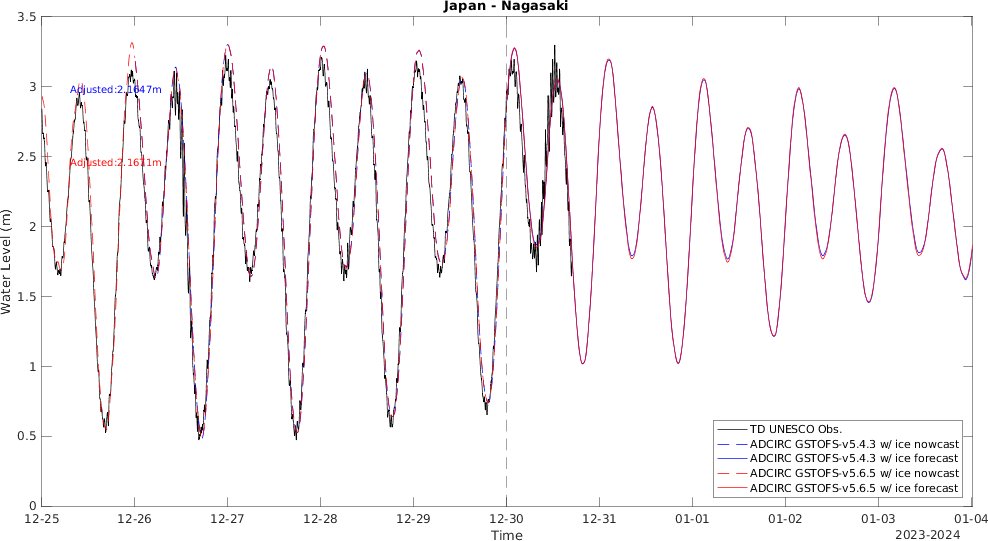 Japan - Nagasaki
3.5
3
2.5
2
1.5
1
0.5
0
Water Level (m)
Adjusted:2.1647m
Adjusted:2.1611m
TD UNESCO Obs.
ADCIRC GSTOFS-v5.4.3 w/ ice nowcast
ADCIRC GSTOFS-v5.4.3 w/ ice forecast
ADCIRC GSTOFS-v5.6.5 w/ ice nowcast
ADCIRC GSTOFS-v5.6.5 w/ ice forecast
12-25 12-26 12-27 12-28 12-29 12-30 12-31 01-01 01-02 01-03 01-04
Time
2023-2024